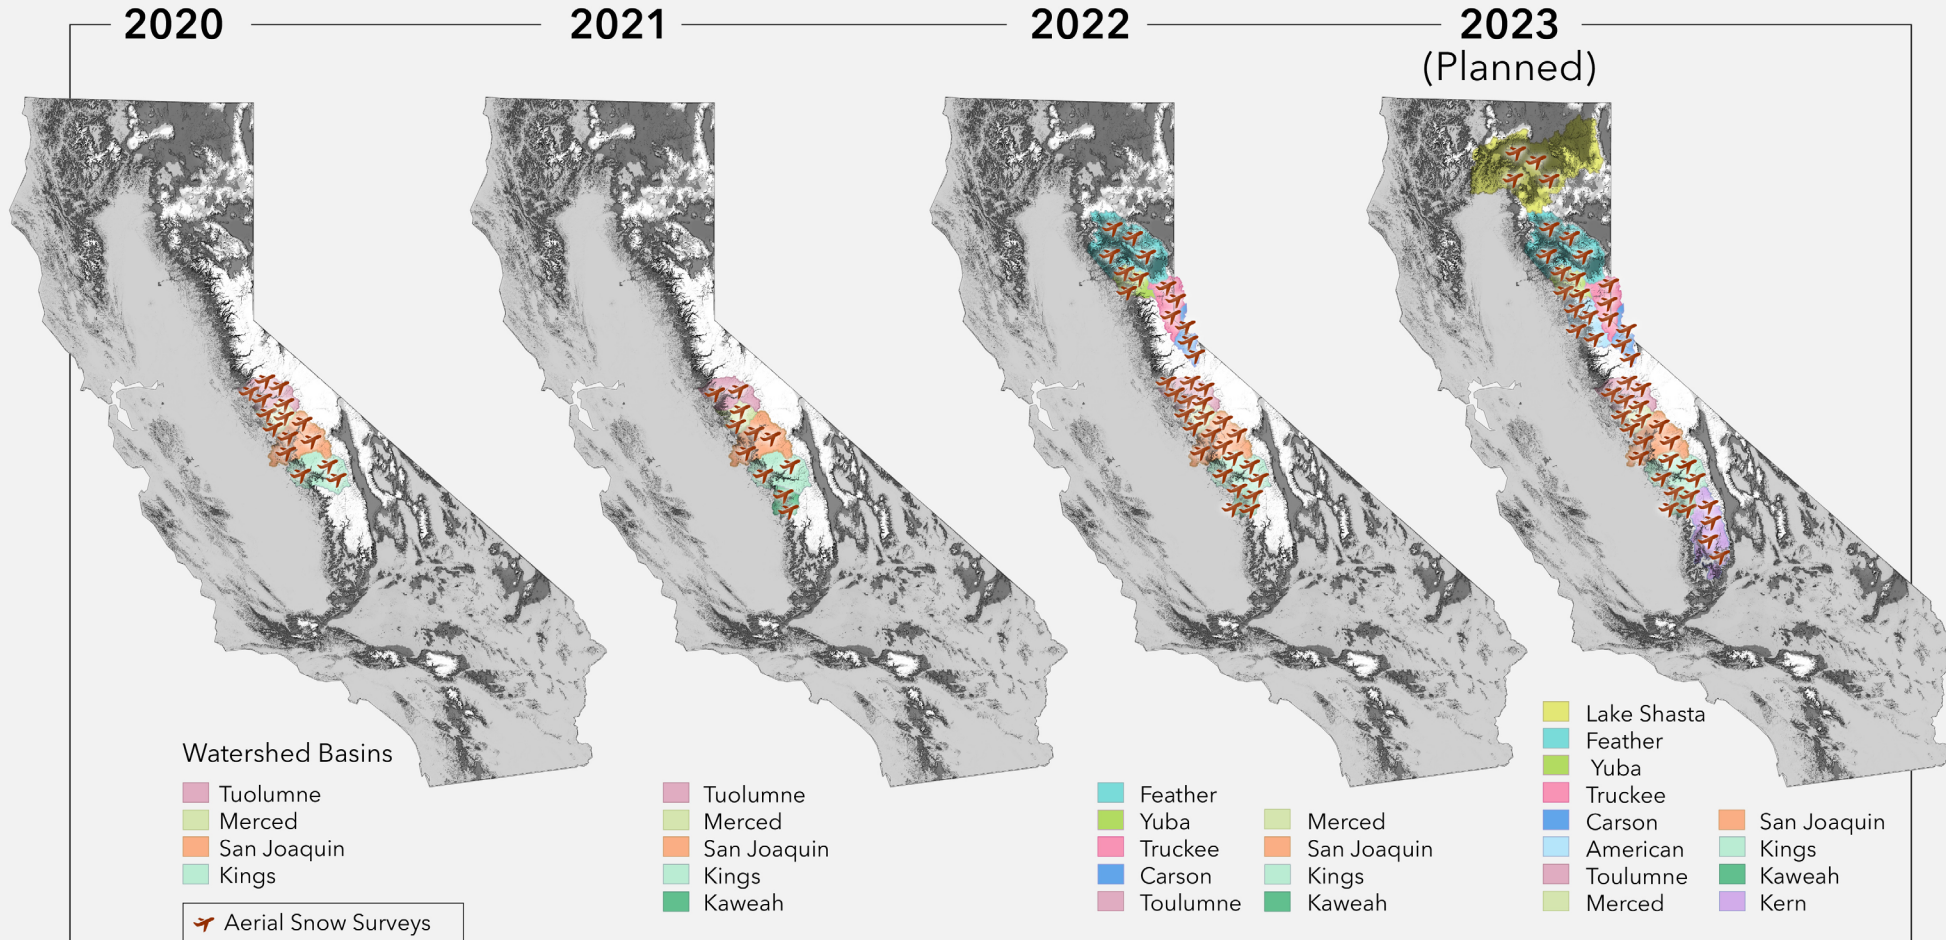 2020
2021
2022
2023
(Planned)
Watershed Basins
Tuolumne
Merced
San Joaquin
Kings
Aerial Snow Surveys
Tuolumne
Merced
San Joaquin
Kings
Kaweah
Feather
Yuba
Truckee
Carson
Toulumne
Merced
San Joaquin
Kings
Kaweah
Lake Shasta
Feather
Yuba
Truckee
Carson
American
Toulumne
Merced
San Joaquin
Kings
Kaweah
Kern